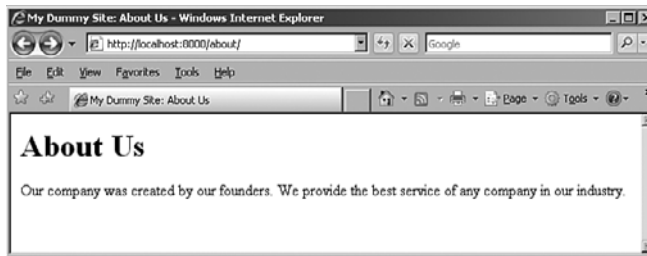 My Dummy Site: About Us - Windows Internet Explorer
http://localhost:8000/about/
Google
File Edit View Favorites Tools Help
My Dummy Site: About Us
Page Tools
About Us
Our company was created by our founders. We provide the best service of any company in our industry.